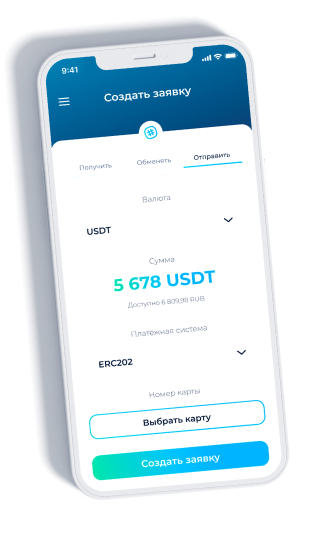 9:41
Создать заявку
Получить
Обменять
Отправить
Валюта
USDT
Сумма
5 678 USDT
Доступно 6 809,98 RUB
Платежная система
ERC202
Номер карты
Выбрать карту
Создать заявку